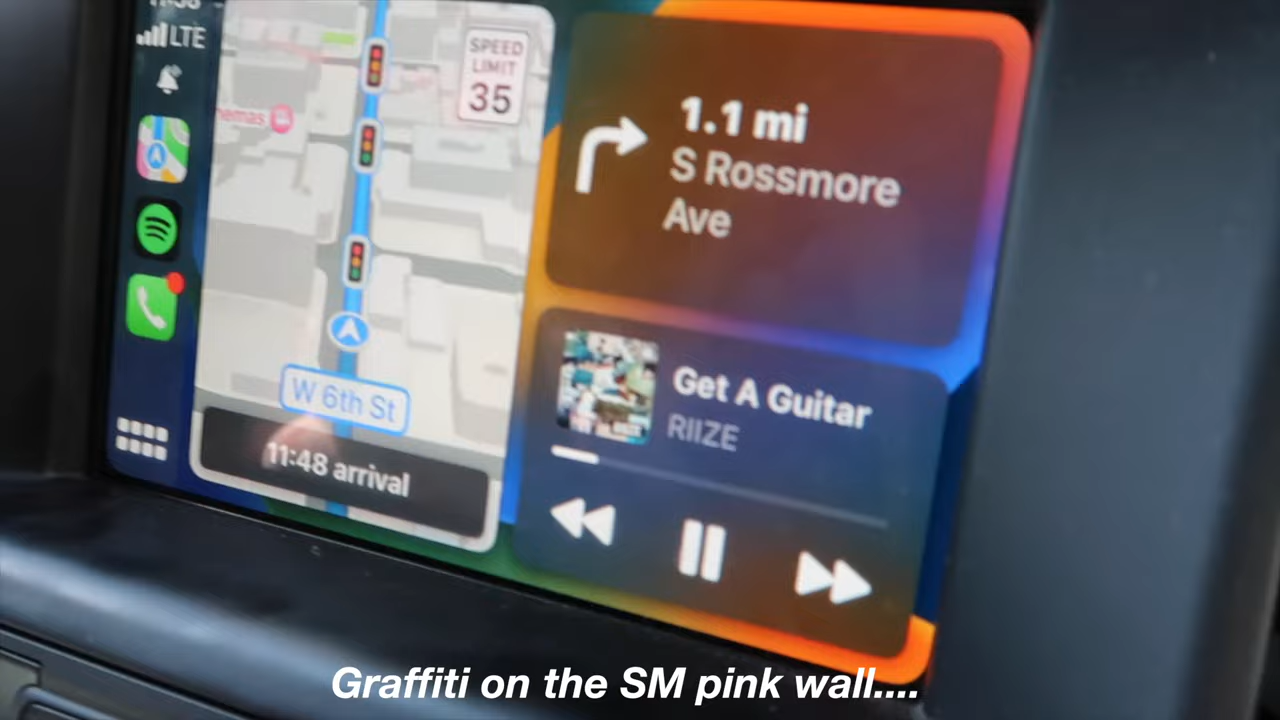 LTE
SPEED
LIMIT
35
emas
W 6th St
11:48 arrival
1.1 mi
S Rossmore
Ave
Get A Guitar
RIIZE
Graffiti on the SM pink wall....